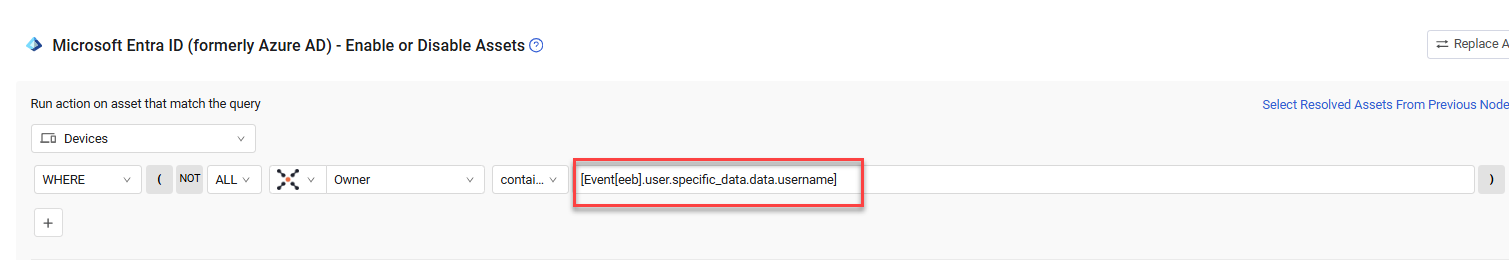 Microsoft Entra ID (formerly Azure AD) - Enable or Disable Assets ?
Replace A
Run action on asset that match the query
Select Resolved Assets From Previous Node
Devices
WHERE ( NOT ALL Owner contai... [Event[eeb].user.specific_data.data.username] )
+